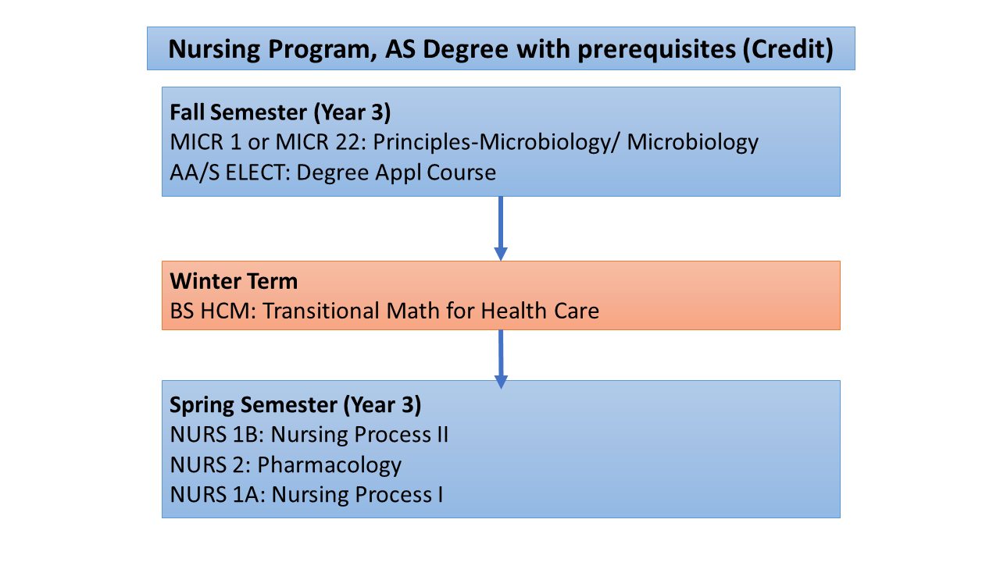 Nursing Program, AS Degree with prerequisites (Credit)
Fall Semester (Year 3)
MICR 1 or MICR 22: Principles-Microbiology/ Microbiology
AA/S ELECT: Degree Appl Course
Winter Term
BS HCM: Transitional Math for Health Care
Spring Semester (Year 3)
NURS 1B: Nursing Process II
NURS 2: Pharmacology
NURS 1A: Nursing Process I